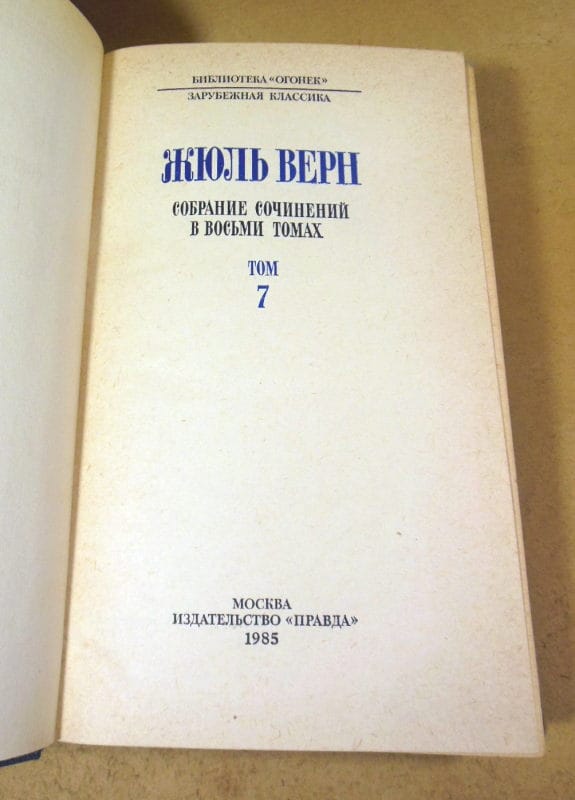 БИБЛИОТЕКА «ОГОНЕК»
ЗАРУБЕЖНАЯ КЛАССИКА
ЖЮЛЬ ВЕРН
СОБРАНИЕ СОЧИНЕНИЙ
В ВОСЬМИ ТОМАХ
ТОМ
7
МОСКВА
ИЗДАТЕЛЬСТВО «ПРАВДА»
1985